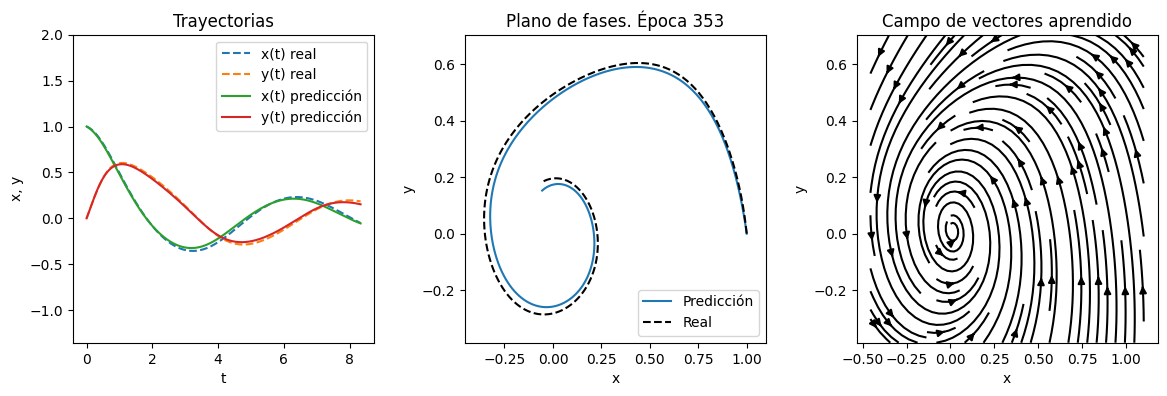 Trayectorias
2.0
1.5
1.0
0.5
0.0
−0.5
−1.0
x, y
0
2
4
6
8
t
x(t) real
y(t) real
x(t) predicción
y(t) predicción
Plano de fases. Época 353
0.6
0.4
0.2
0.0
−0.2
y
−0.25
0.00
0.25
0.50
0.75
1.00
x
Predicción
Real
Campo de vectores aprendido
0.6
0.4
0.2
0.0
−0.2
y
−0.50
−0.25
0.00
0.25
0.50
0.75
1.00
x